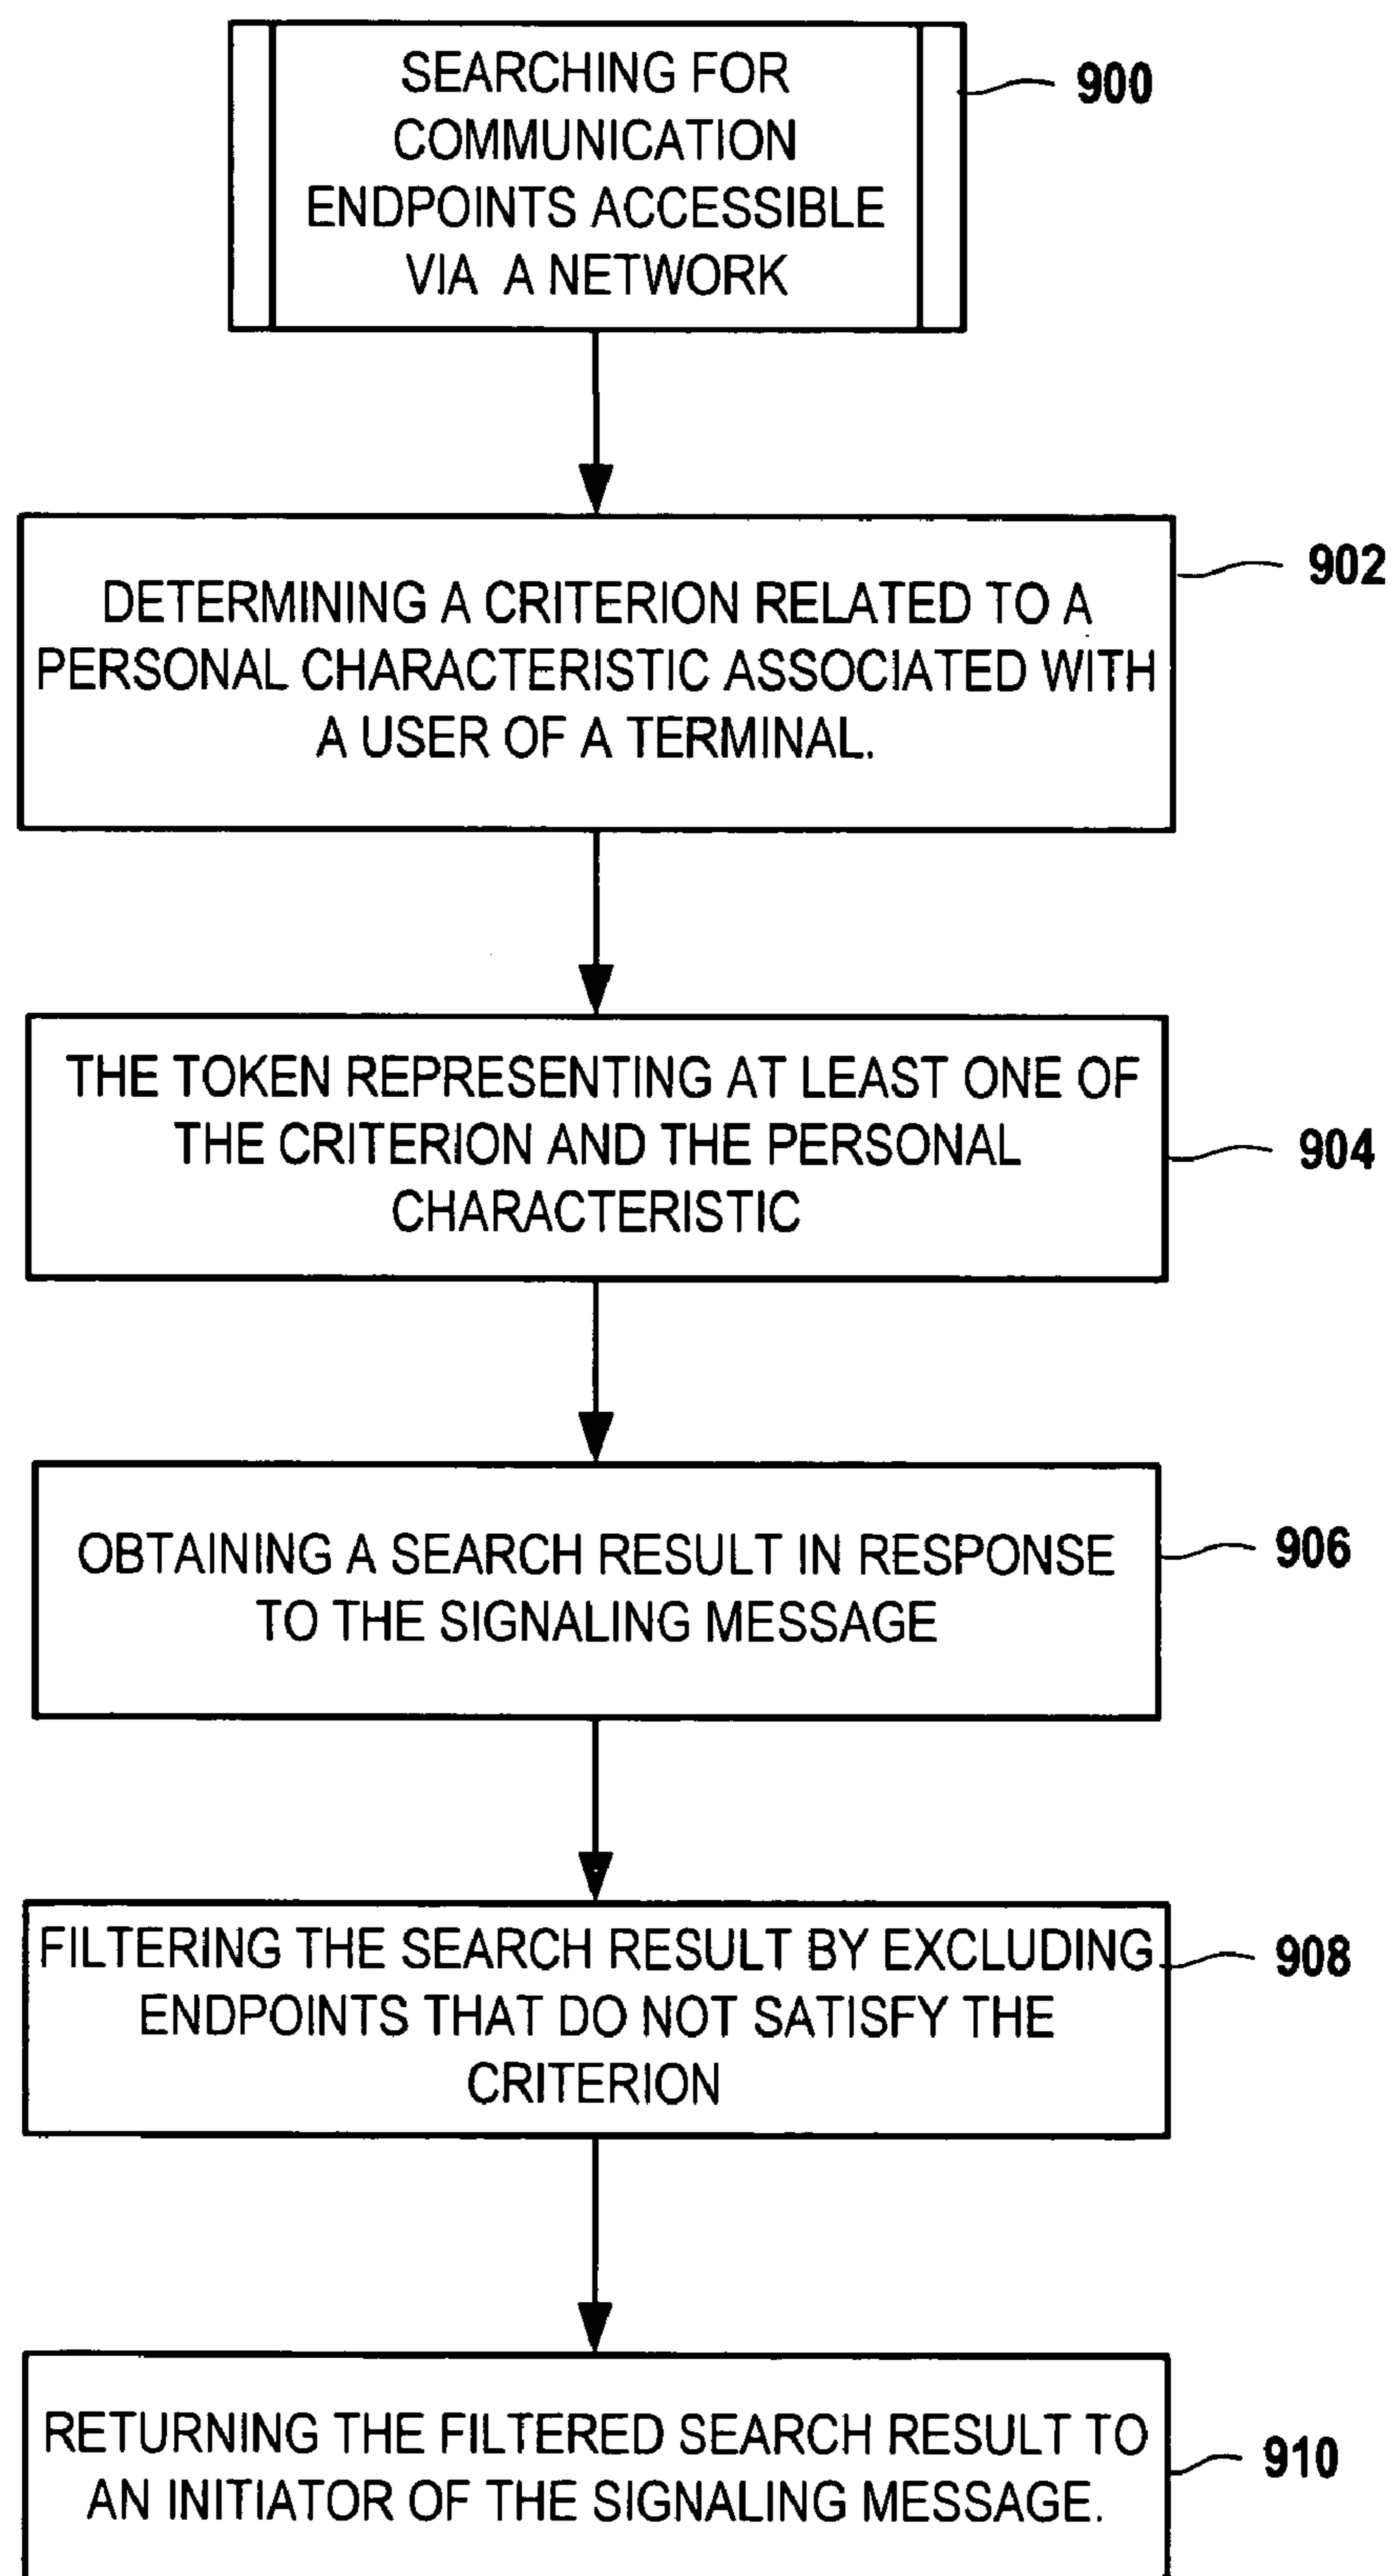 SEARCHING FOR
COMMUNICATION
ENDPOINTS ACCESSIBLE
VIA A NETWORK
900
DETERMINING A CRITERION RELATED TO A
PERSONAL CHARACTERISTIC ASSOCIATED WITH
A USER OF A TERMINAL.
902
THE TOKEN REPRESENTING AT LEAST ONE OF
THE CRITERION AND THE PERSONAL
CHARACTERISTIC
904
OBTAINING A SEARCH RESULT IN RESPONSE
TO THE SIGNALING MESSAGE
906
FILTERING THE SEARCH RESULT BY EXCLUDING
ENDPOINTS THAT DO NOT SATISFY THE
CRITERION
908
RETURNING THE FILTERED SEARCH RESULT TO
AN INITIATOR OF THE SIGNALING MESSAGE.
910